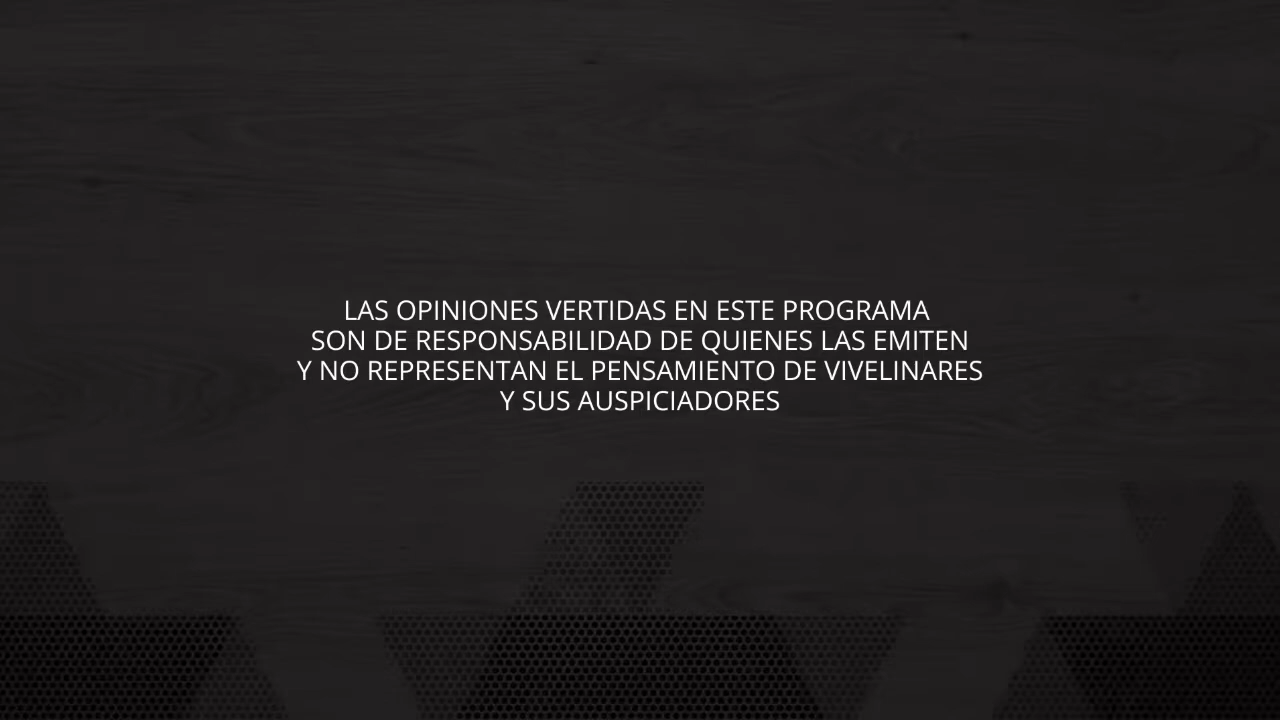 LAS OPINIONES VERTIDAS EN ESTE PROGRAMA
SON DE RESPONSABILIDAD DE QUIENES LAS EMITEN
Y NO REPRESENTAN EL PENSAMIENTO DE VIVELINARES
Y SUS AUSPICIADORES